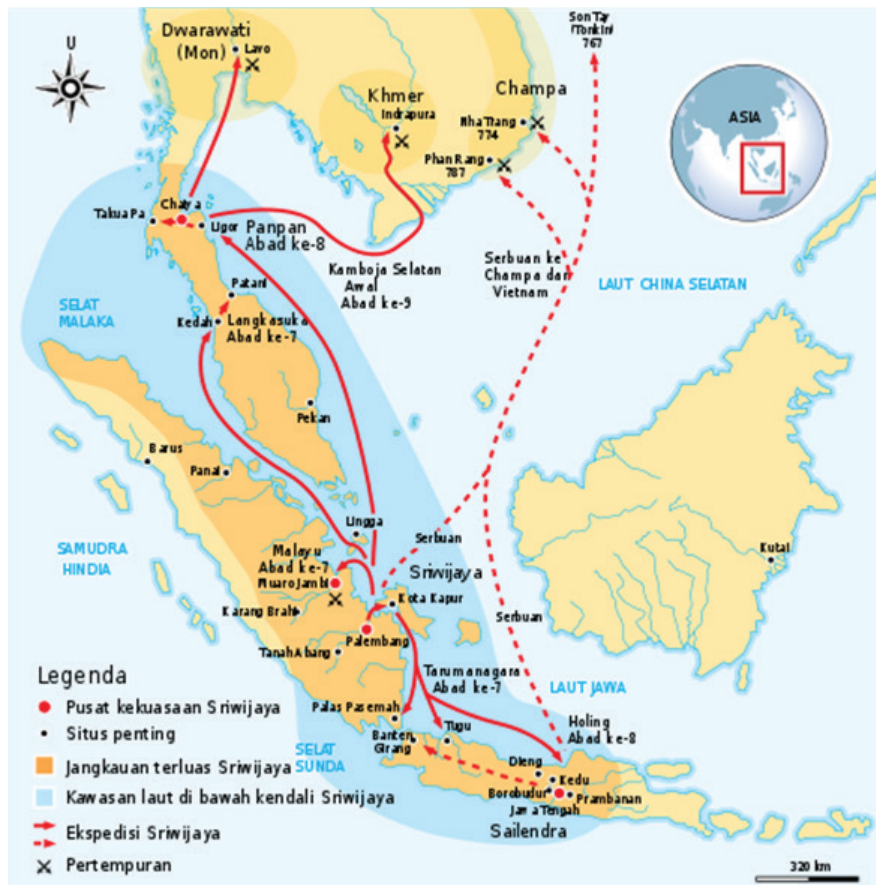 U
Dwarawati
(Mon)
Lavo
Khmer
Indrapura
Champa
Nha Trang
774
Phan Rang
787
Son Tay
(Tonkin)
767
ASIA
Chaiya
Takua Pa
Ligor
Panpan
Abad ke-8
Kamboja Selatan
Awal
Abad ke-9
Serbuan ke
Champa dan
Vietnam
LAUT CHINA SELATAN
SELAT
MALAKA
Patani
Kedah
Langkasuka
Abad ke-7
Pekan
Barus
Panai
Lingga
SAMUDRA
HINDIA
Malayu
Abad ke-7
Muaro Jambi
Serbuan
Sriwijaya
Kutai
Kota Kapur
Karang Brahi
Palembang
Tanah Abang
Serbuan
Tarumanagara
Abad ke-7
LAUT JAWA
Palas Pasemah
Tugu
Banten
Girang
SELAT
SUNDA
Holing
Abad ke-8
Dieng
Kedu
Borobudur
Prambanan
Jawa Tengah
Sailendra
Legenda
Pusat kekuasaan Sriwijaya
Situs penting
Jangkauan terluas Sriwijaya
Kawasan laut di bawah kendali Sriwijaya
Ekspedisi Sriwijaya
Pertempuran
320 km